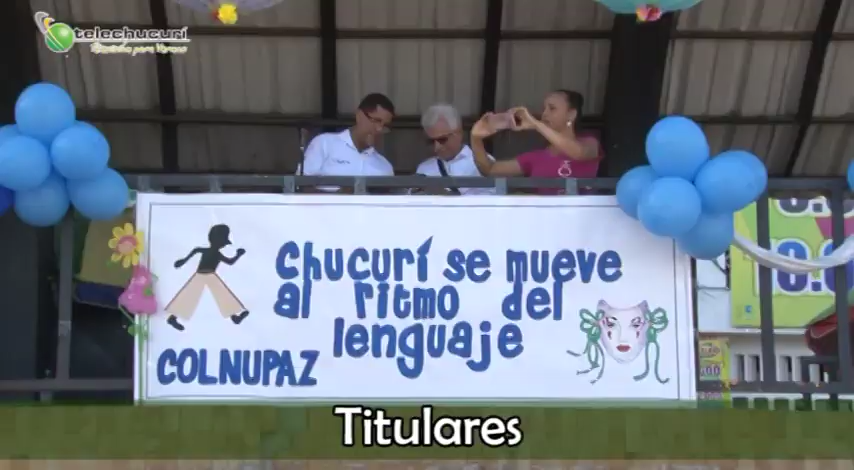 telechucurí
Chucurí se mueve
al ritmo del
lenguaje
COLNUPAZ
Titulares